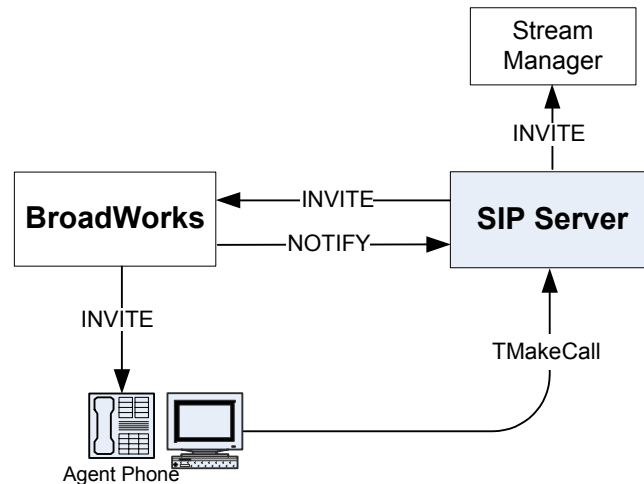 Stream
Manager
INVITE
BroadWorks
INVITE
SIP Server
NOTIFY
INVITE
TMakeCall
Agent Phone